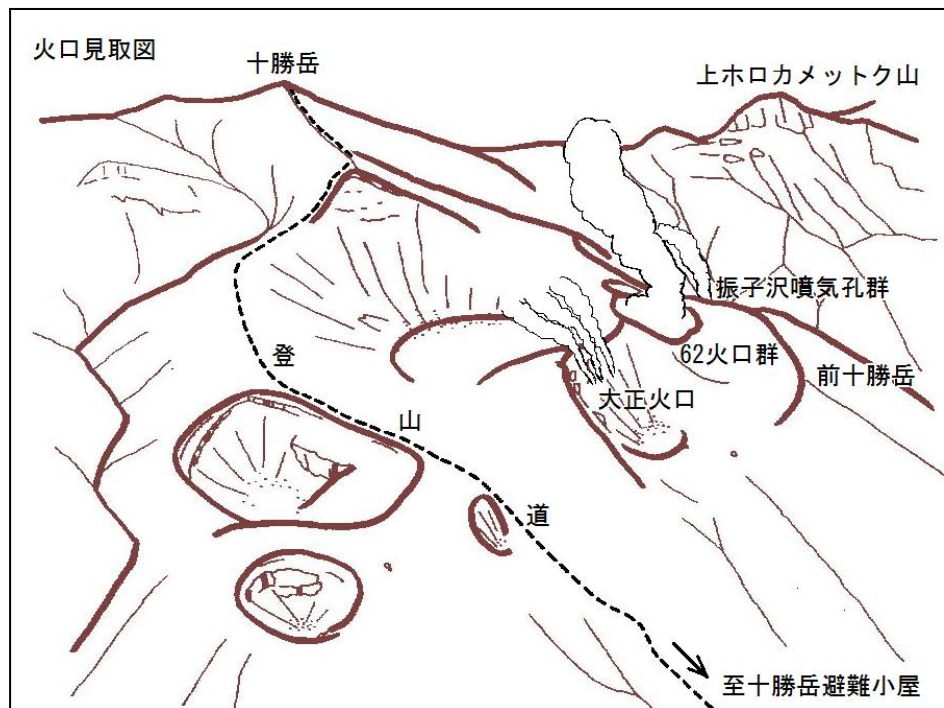 火口見取図
十勝岳
上ホロカメットク山
振子沢噴気孔群
62火口群
前十勝岳
大正火口
登
山
道
至十勝岳避難小屋